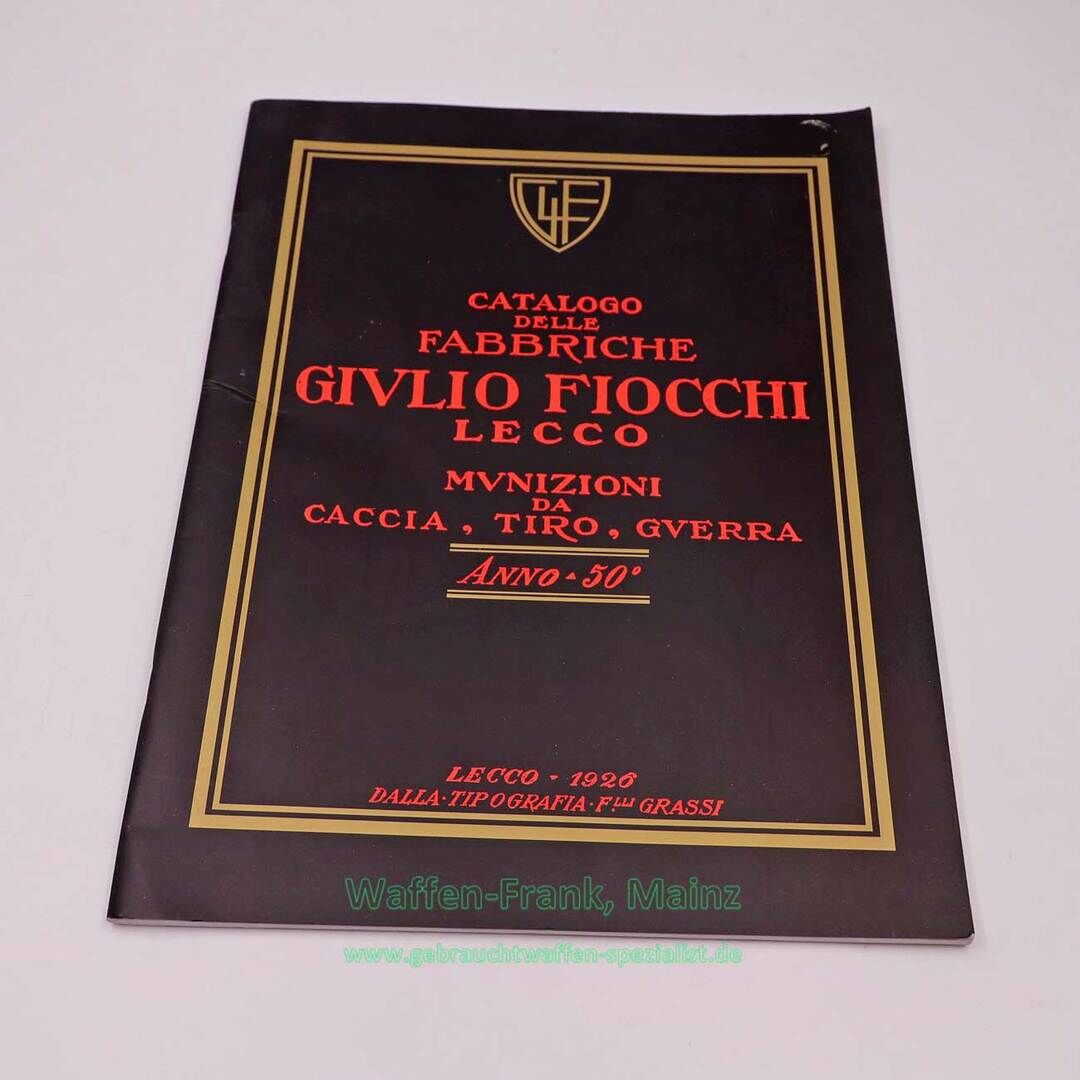 GF
CATALOGO
DELLE
FABBRICHE
GIVLIO FIOCCHI
LECCO
MVNIZIONI
DA
CACCIA, TIRO, GVERRA
ANNO - 50°
LECCO - 1926
DALLA·TIPOGRAFIA·F.LLI GRASSI
Waffen-Frank, Mainz
www.gebrauchtwaffen-spezialist.de